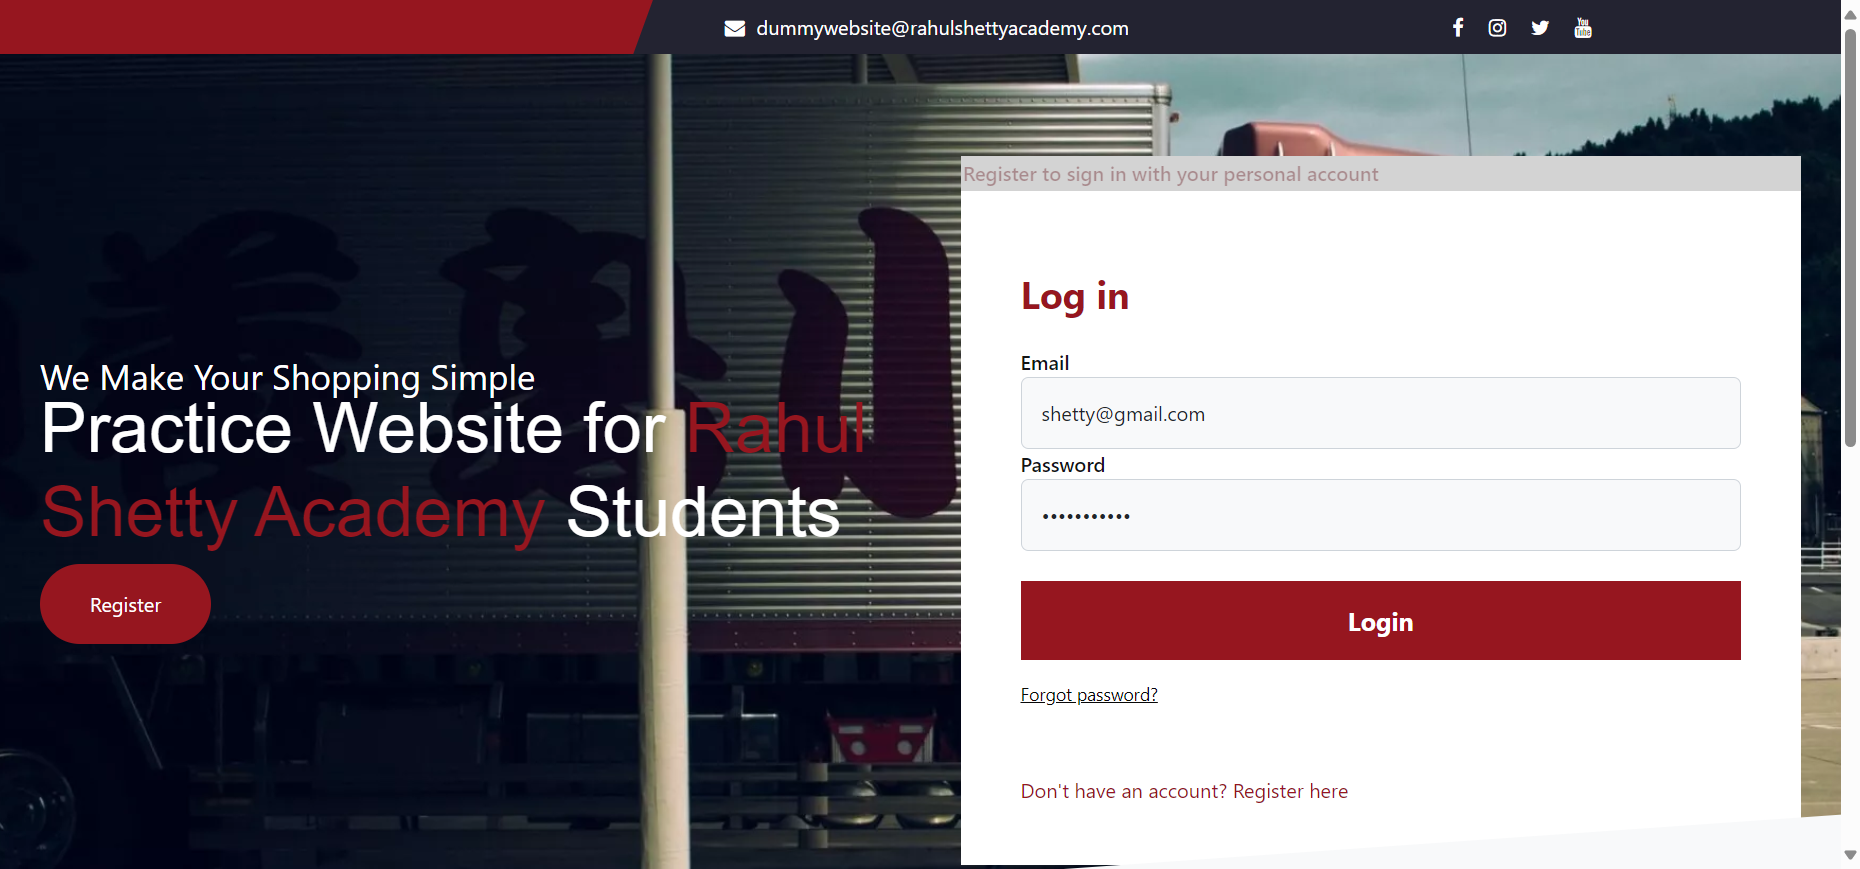 dummywebsite@rahulshettyacademy.com
Register to sign in with your personal account
We Make Your Shopping Simple
Practice Website for Rahul
Shetty Academy Students
Register
Log in
Email
shetty@gmail.com
Password
•••••••••••
Login
Forgot password?
Don't have an account? Register here